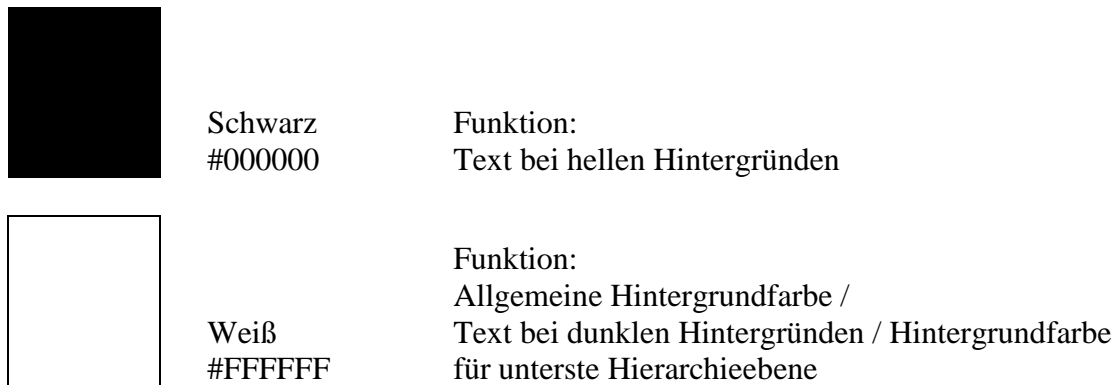 Schwarz
#000000
Funktion:
Text bei hellen Hintergründen
Weiß
#FFFFFF
Funktion:
Allgemeine Hintergrundfarbe /
Text bei dunklen Hintergründen / Hintergrundfarbe
für unterste Hierarchieebene